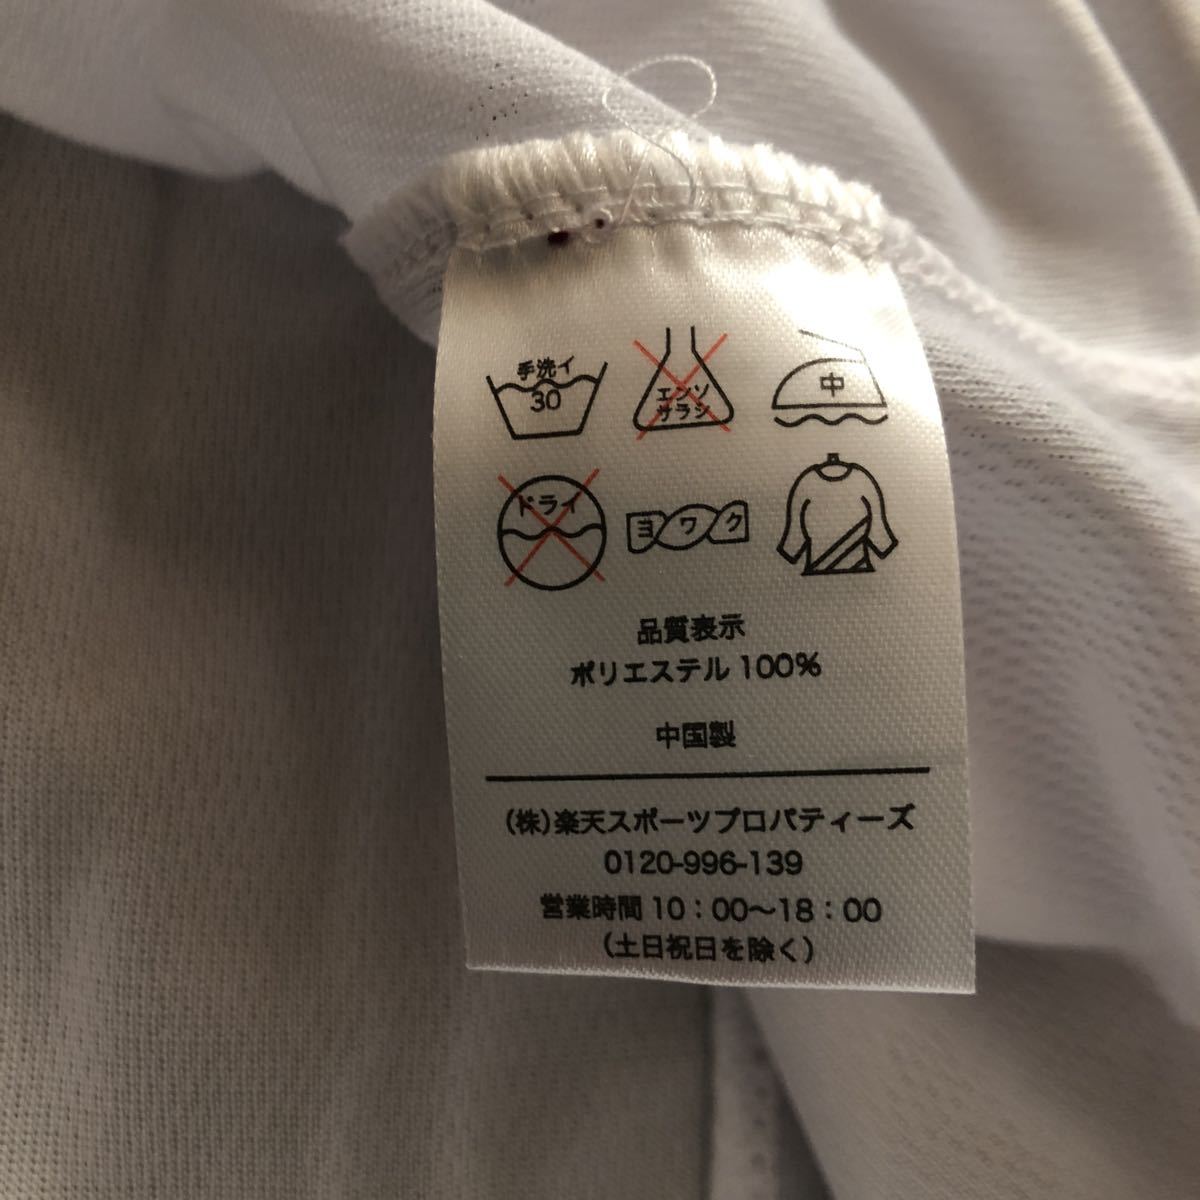 手洗イ
30
エンソ
サラシ
中
ドライ
ヨワク
品質表示
ポリエステル 100%
中国製
(株)楽天スポーツプロパティーズ
0120-996-139
営業時間 10：00〜18：00
(土日祝日を除く)